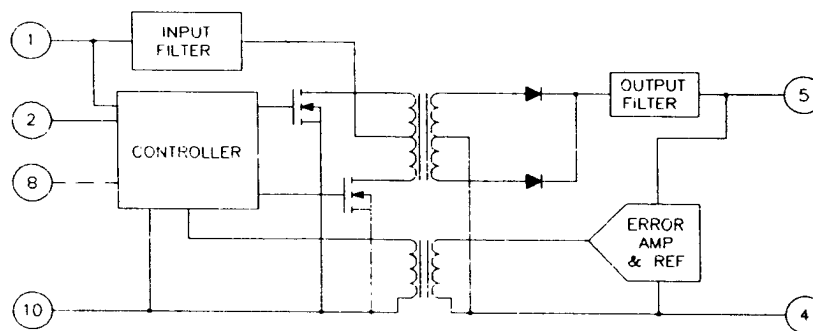 1
INPUT
FILTER
2
CONTROLLER
8
10
OUTPUT
FILTER
5
ERROR
AMP
& REF
4